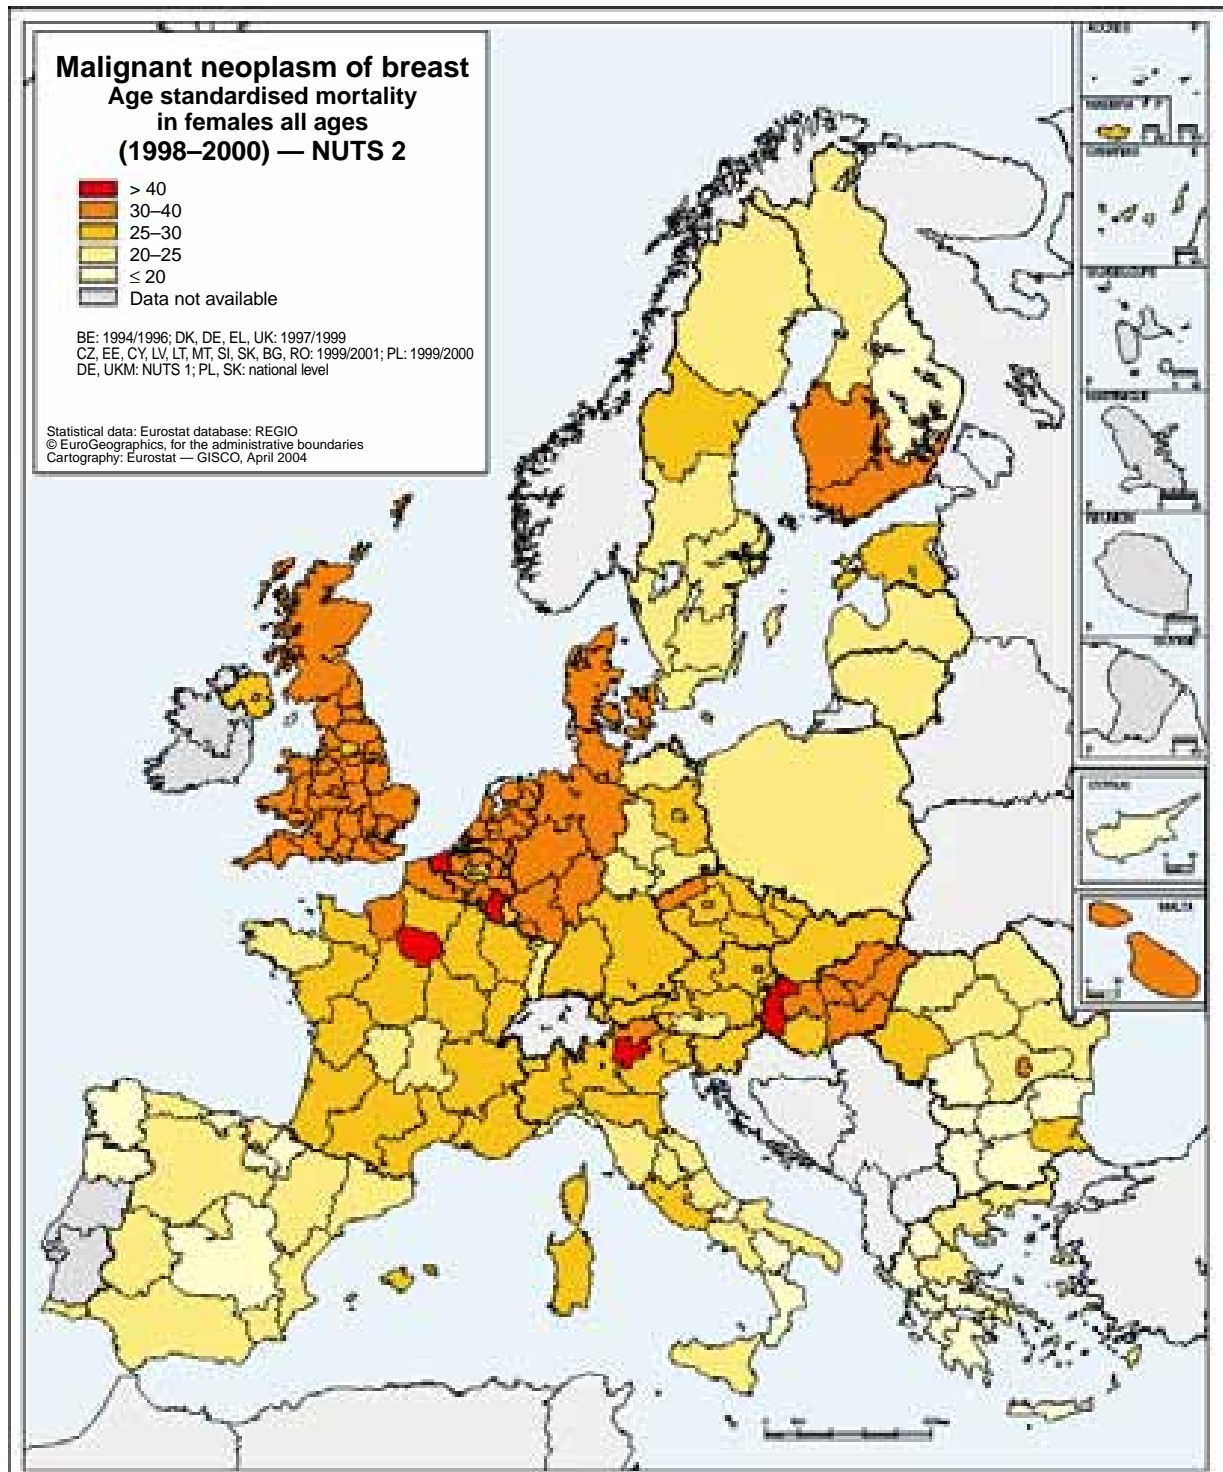 Malignant neoplasm of breast
Age standardised mortality
in females all ages
(1998–2000) — NUTS 2
> 40
30–40
25–30
20–25
≤ 20
Data not available
BE: 1994/1996; DK, DE, EL, UK: 1997/1999
CZ, EE, CY, LV, LT, MT, SI, SK, BG, RO: 1999/2001; PL: 1999/2000
DE, UKM: NUTS 1; PL, SK: national level
Statistical data: Eurostat database: REGIO
© EuroGeographics, for the administrative boundaries
Cartography: Eurostat — GISCO, April 2004
MALTA